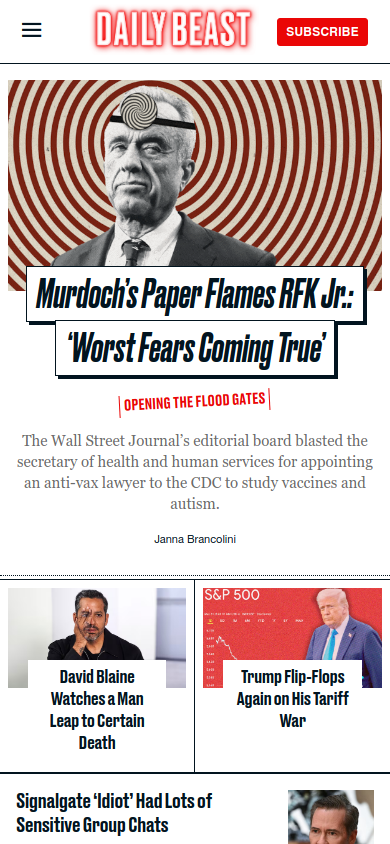 DAILY BEAST
SUBSCRIBE
Murdoch's Paper Flames RFK Jr.:
'Worst Fears Coming True'
OPENING THE FLOOD GATES
The Wall Street Journal's editorial board blasted the
secretary of health and human services for appointing
an anti-vax lawyer to the CDC to study vaccines and
autism.
Janna Brancolini
David Blaine
Watches a Man
Leap to Certain
Death
S&P 500
Trump Flip-Flops
Again on His Tariff
War
Signalgate 'Idiot' Had Lots of
Sensitive Group Chats